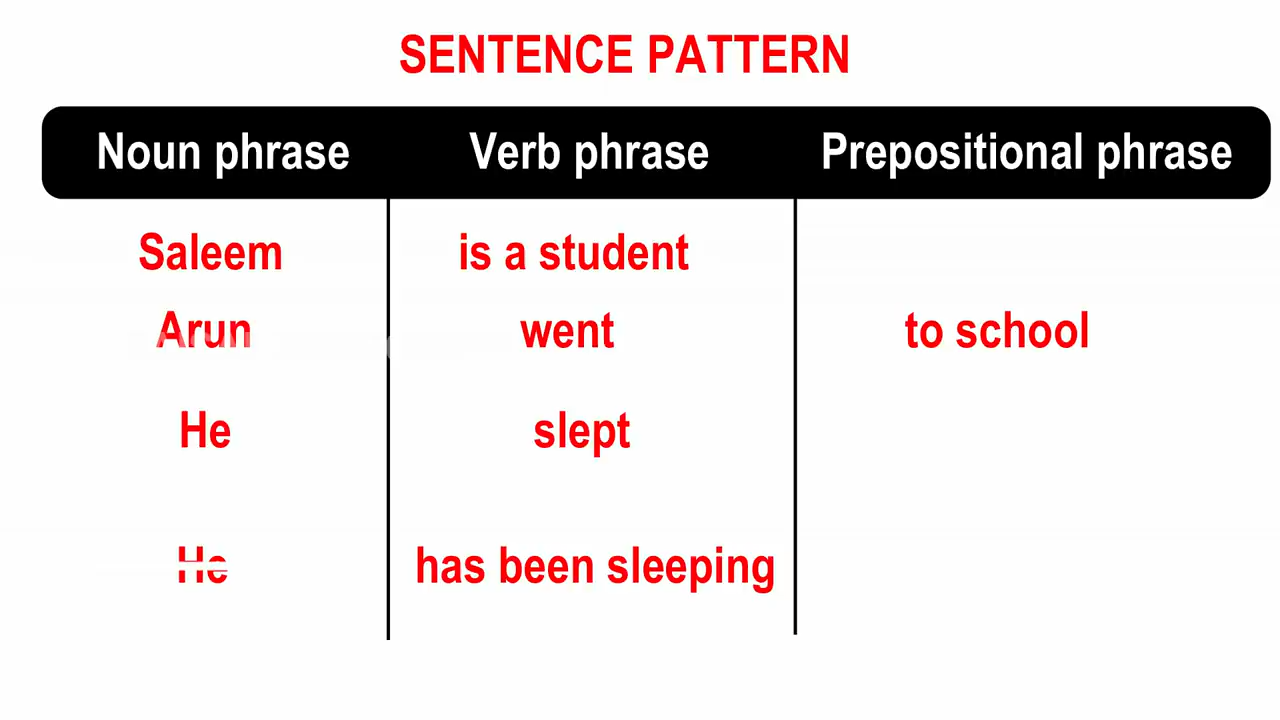 SENTENCE PATTERN
Noun phrase Verb phrase Prepositional phrase
Saleem is a student
Arun went to school
He slept
He has been sleeping